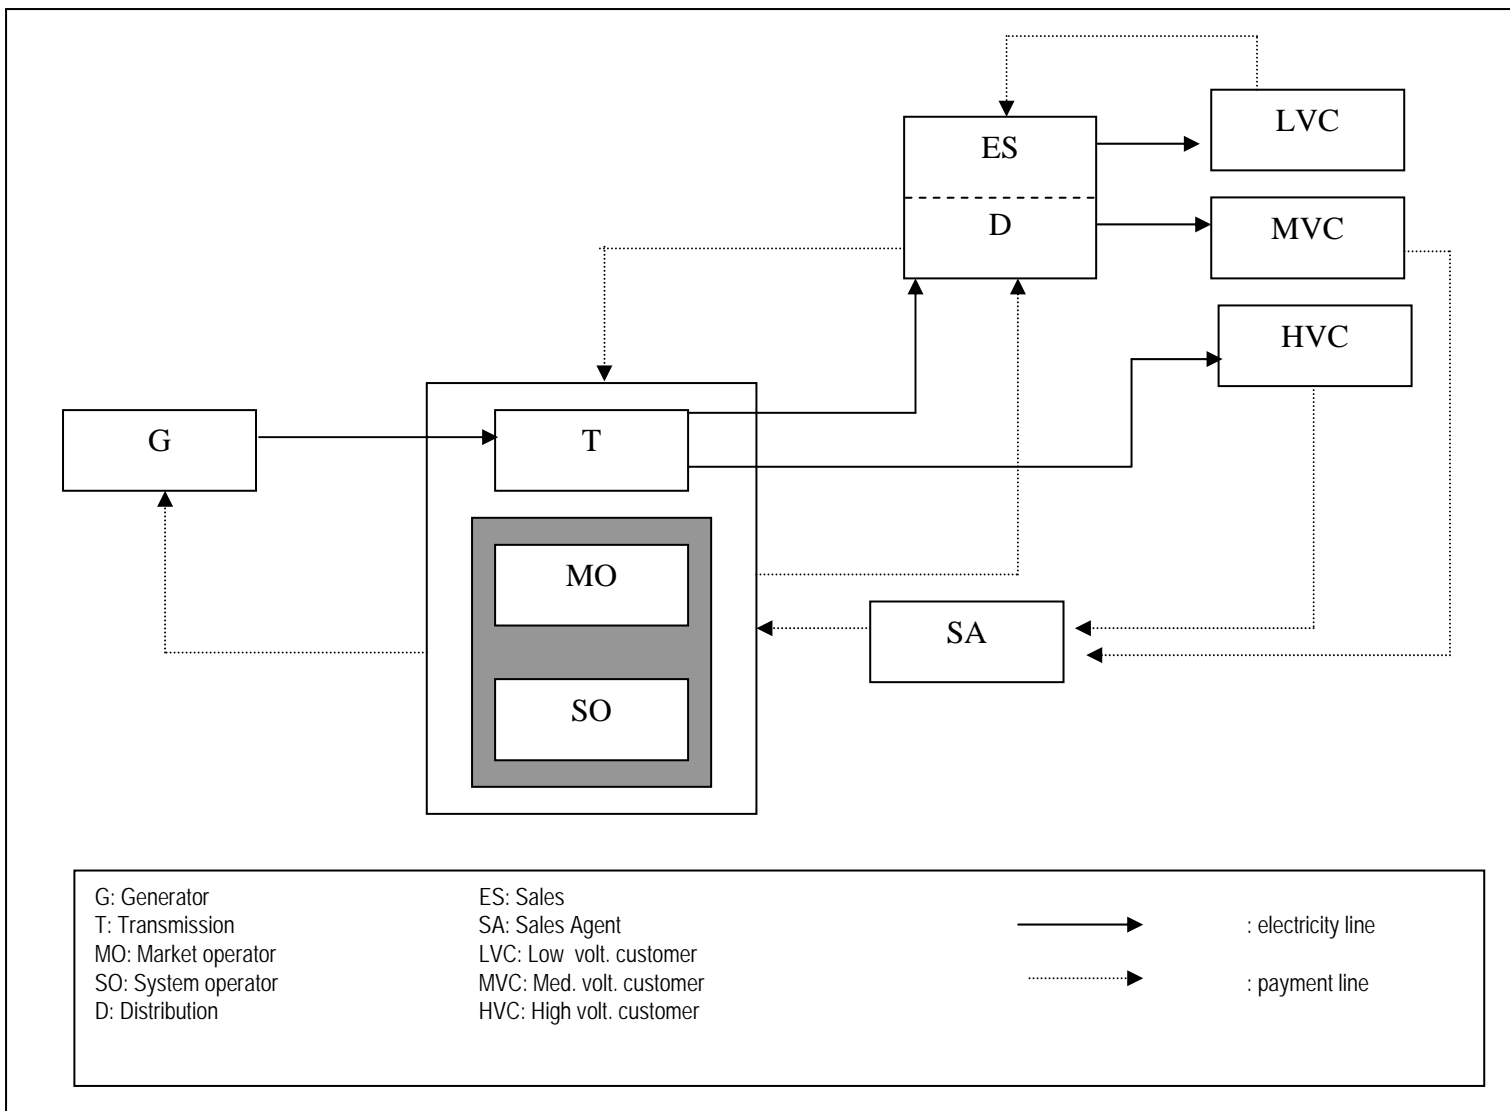 LVC
ES
MVC
D
HVC
G
T
MO
SA
SO
G: Generator
T: Transmission
MO: Market operator
SO: System operator
D: Distribution
ES: Sales
SA: Sales Agent
LVC: Low volt. customer
MVC: Med. volt. customer
HVC: High volt. customer
: electricity line
: payment line